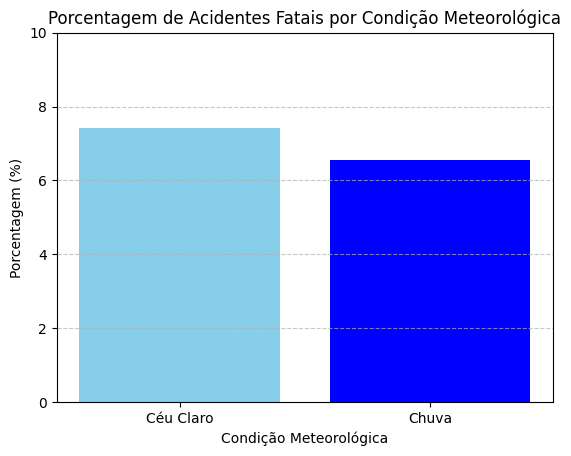 Porcentagem de Acidentes Fatais por Condição Meteorológica
Porcentagem (%)
10
8
6
4
2
0
Céu Claro
Chuva
Condição Meteorológica